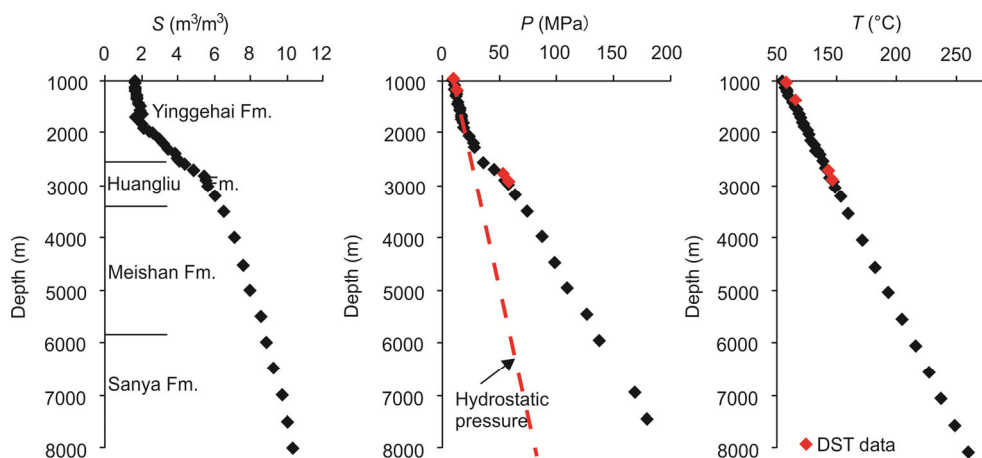 S (m³/m³)
0 2 4 6 8 10 12
1000
2000
3000
4000
5000
6000
7000
8000
Depth (m)
Yinggehai Fm.
Huangliu Fm.
Meishan Fm.
Sanya Fm.
P (MPa)
0 50 100 150 200
1000
2000
3000
4000
5000
6000
7000
8000
Depth (m)
Hydrostatic
pressure
T (°C)
50 100 150 200 250
1000
2000
3000
4000
5000
6000
7000
8000
Depth (m)
DST data